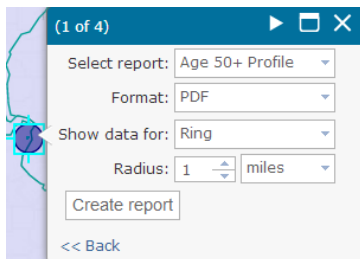 (1 of 4)
Select report: Age 50+ Profile
Format: PDF
Show data for: Ring
Radius: 1 miles
Create report
<< Back